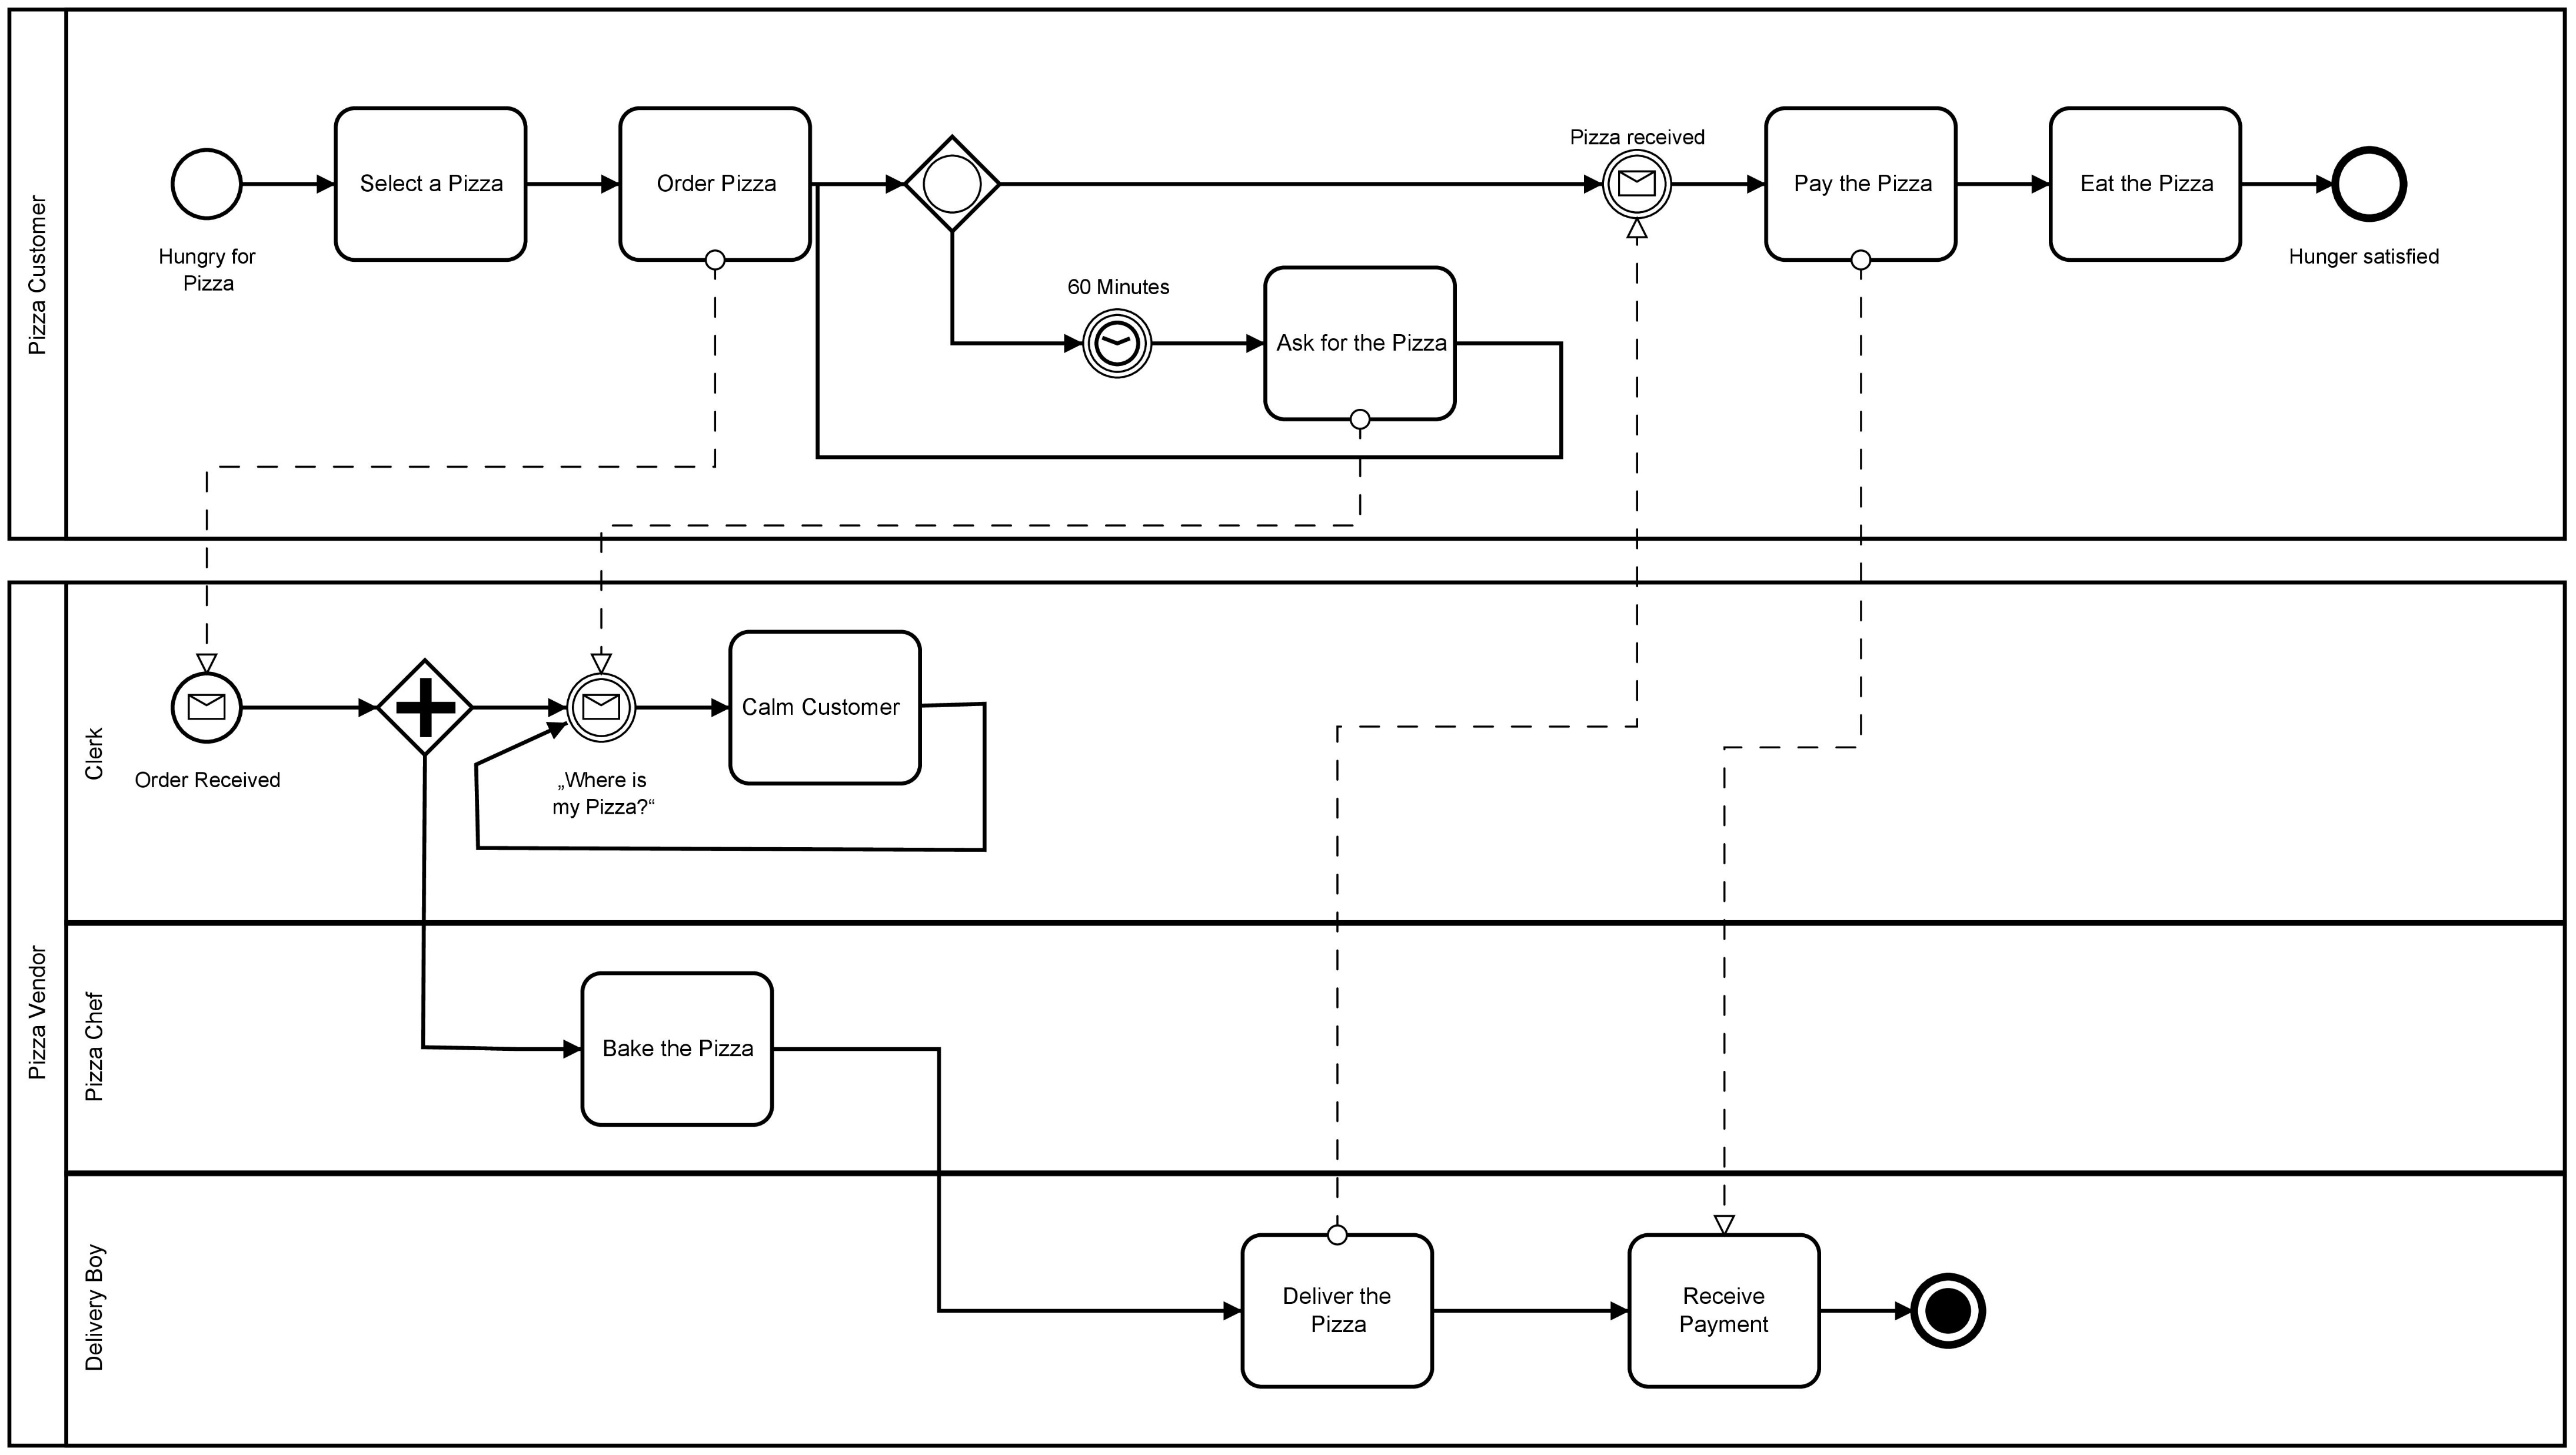 Pizza Customer
Hungry for
Pizza
Select a Pizza
Order Pizza
60 Minutes
Ask for the Pizza
Pizza received
Pay the Pizza
Eat the Pizza
Hunger satisfied
Pizza Vendor
Clerk
Order Received
„Where is
my Pizza?“
Calm Customer
Pizza Chef
Bake the Pizza
Delivery Boy
Deliver the
Pizza
Receive
Payment